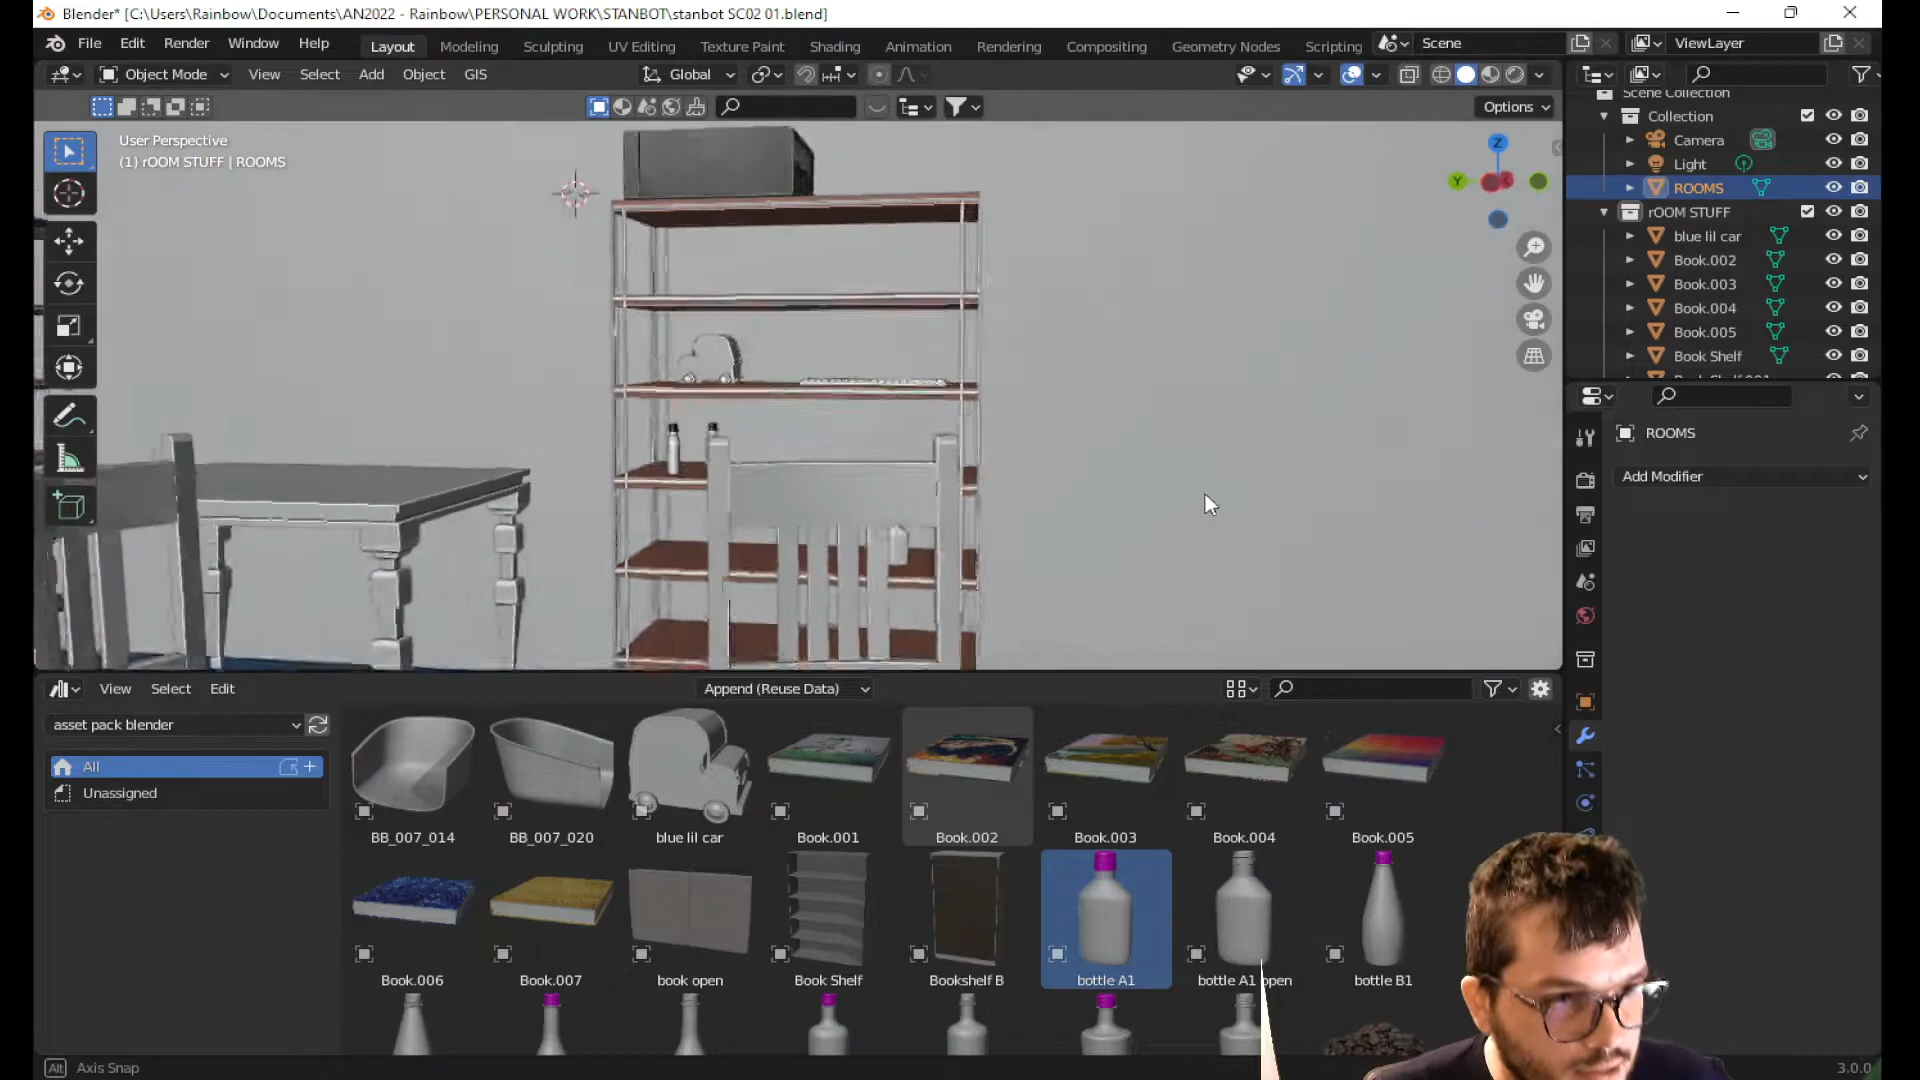 Blender* [C:\Users\Rainbow\Documents\AN2022 - Rainbow\PERSONAL WORK\STANBOT\stanbot SC02 01.blend]
File Edit Render Window Help Layout Modeling Sculpting UV Editing Texture Paint Shading Animation Rendering Compositing Geometry Nodes Scripting Scene ViewLayer
Object Mode View Select Add Object GIS Global
Options
User Perspective
(1) rOOM STUFF | ROOMS
Z
Y
Scene Collection
Collection
Camera
Light
ROOMS
rOOM STUFF
blue lil car
Book.002
Book.003
Book.004
Book.005
Book Shelf
ROOMS
Add Modifier
View Select Edit Append (Reuse Data)
asset pack blender
All
Unassigned
BB_007_014 BB_007_020 blue lil car Book.001 Book.002 Book.003 Book.004 Book.005
Book.006 Book.007 book open Book Shelf Bookshelf B bottle A1 bottle A1 open bottle B1
Alt Axis Snap
3.0.0